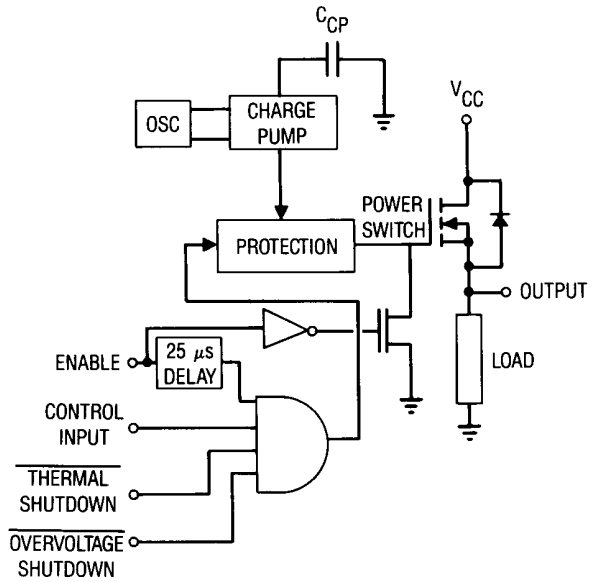 C_CP
OSC
CHARGE
PUMP
V_CC
POWER
SWITCH
PROTECTION
OUTPUT
LOAD
ENABLE
25 μs
DELAY
CONTROL
INPUT
THERMAL
SHUTDOWN
OVERVOLTAGE
SHUTDOWN